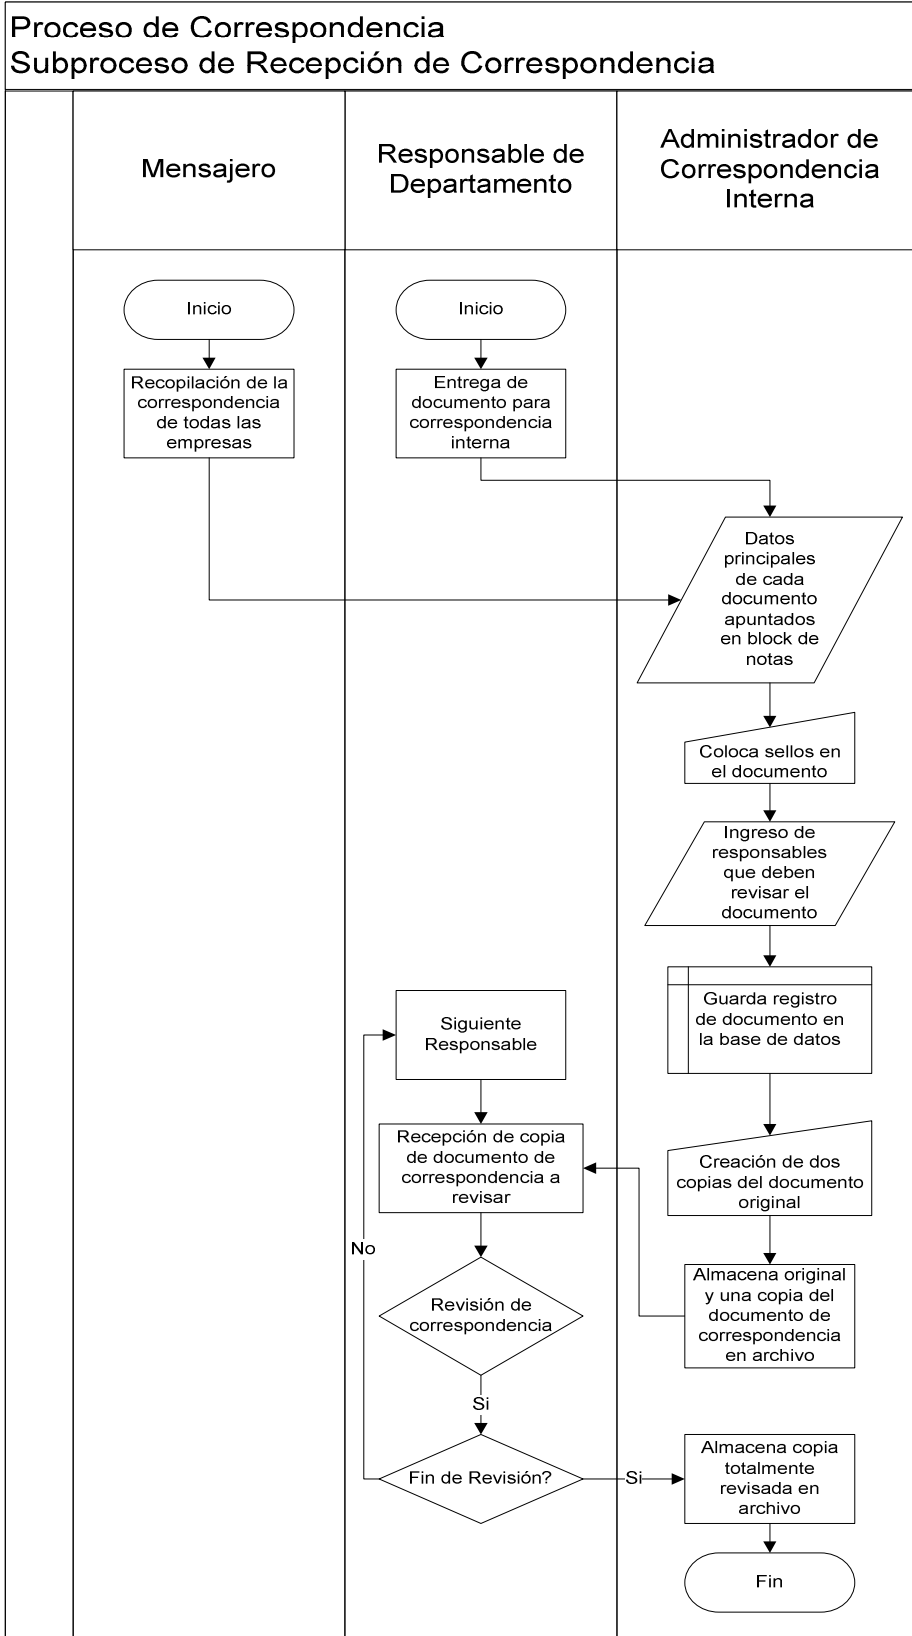 Proceso de Correspondencia
Subproceso de Recepción de Correspondencia
Mensajero
Responsable de
Departamento
Administrador de
Correspondencia
Interna
Inicio
Recopilación de la
correspondencia
de todas las
empresas
Inicio
Entrega de
documento para
correspondencia
interna
Datos
principales
de cada
documento
apuntados
en block de
notas
Coloca sellos en
el documento
Ingreso de
responsables
que deben
revisar el
documento
Guarda registro
de documento en
la base de datos
Siguiente
Responsable
Creación de dos
copias del documento
original
Recepción de copia
de documento de
correspondencia a
revisar
No
Almacena original
y una copia del
documento de
correspondencia
en archivo
Revisión de
correspondencia
Si
Fin de Revisión?
Si
Almacena copia
totalmente
revisada en
archivo
Fin